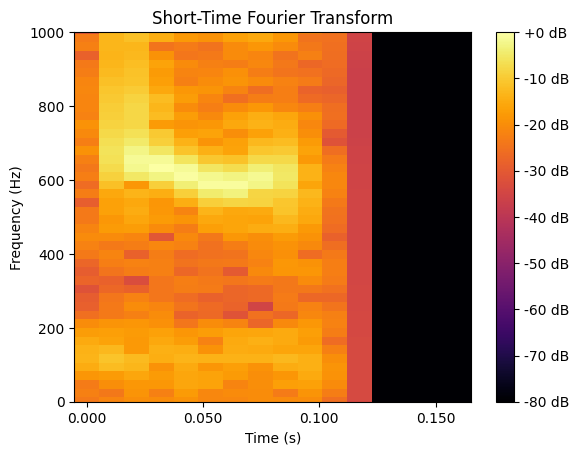 Short-Time Fourier Transform
Frequency (Hz)
1000
800
600
400
200
0
0.000
0.050
0.100
0.150
Time (s)
+0 dB
-10 dB
-20 dB
-30 dB
-40 dB
-50 dB
-60 dB
-70 dB
-80 dB